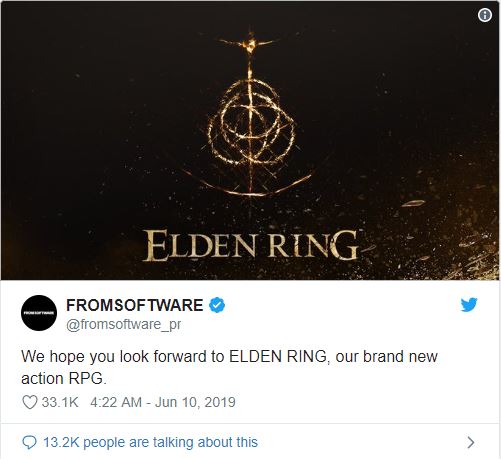 ELDEN RING
FROMSOFTWARE
FROMSOFTWARE
@fromsoftware_pr
We hope you look forward to ELDEN RING, our brand new
action RPG.
33.1K 4:22 AM - Jun 10, 2019
13.2K people are talking about this